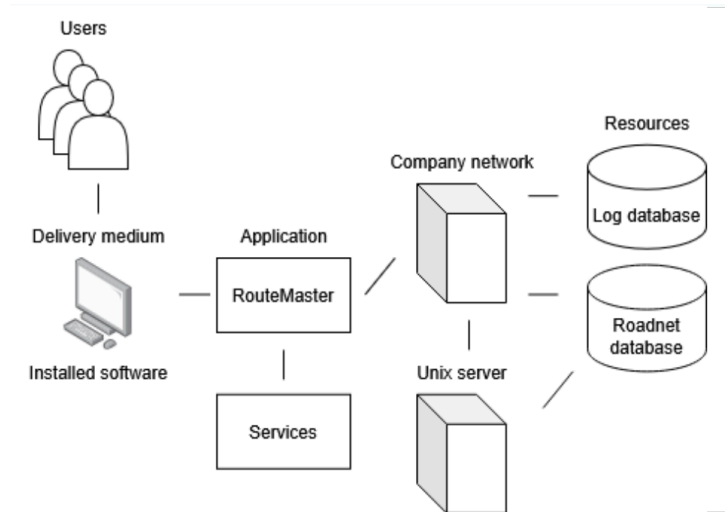 Users
Resources
Company network
Log database
Delivery medium
Application
RouteMaster
Roadnet
database
Installed software
Unix server
Services